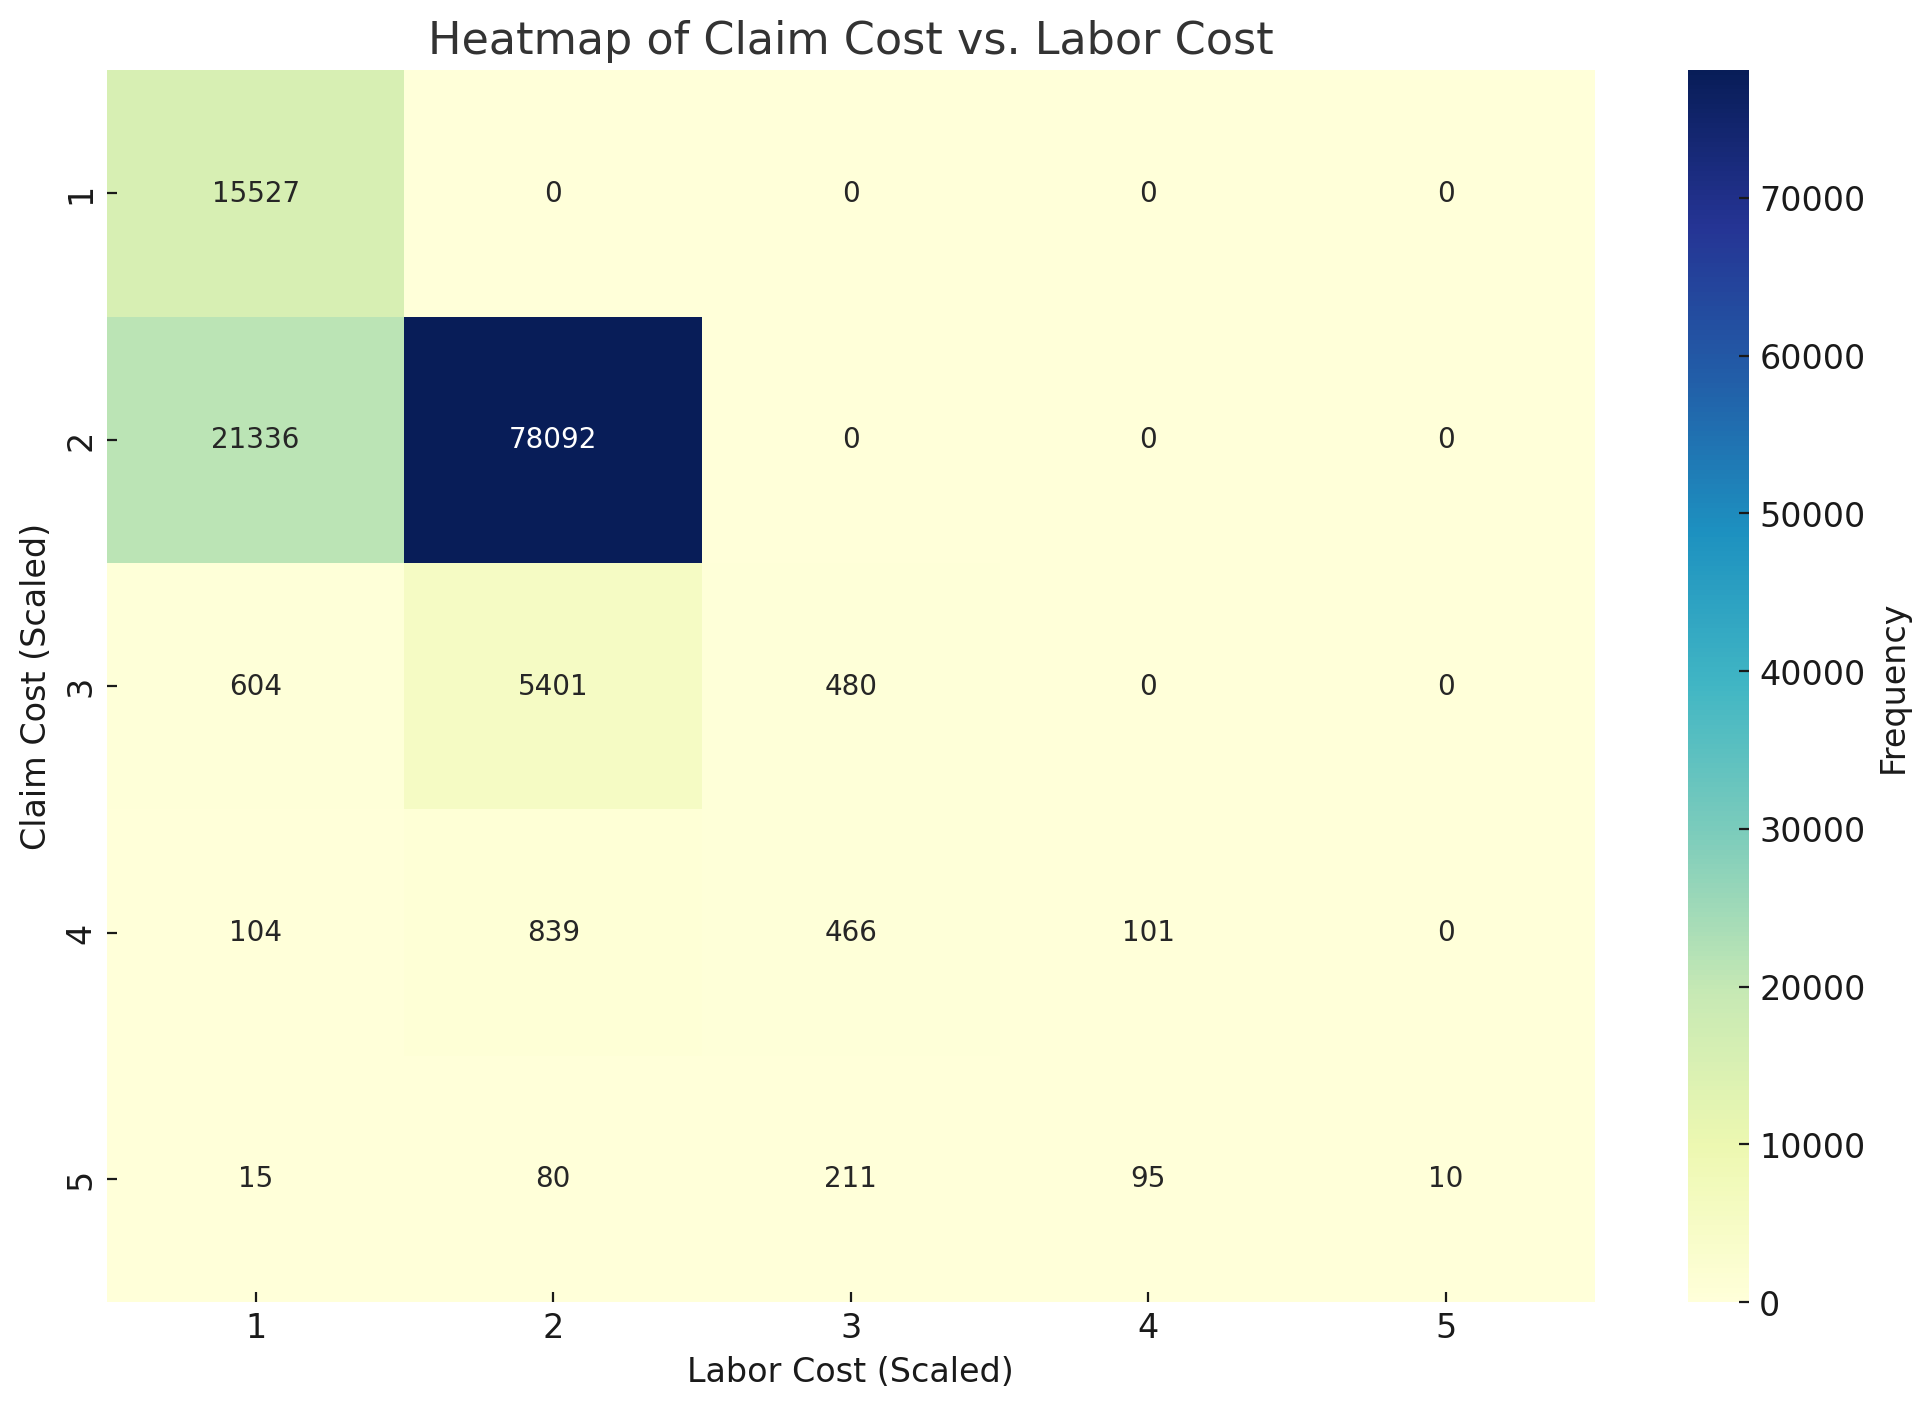 Heatmap of Claim Cost vs. Labor Cost
Claim Cost (Scaled)
1
15527 0 0 0 0
2
21336 78092 0 0 0
3
604 5401 480 0 0
4
104 839 466 101 0
5
15 80 211 95 10
1 2 3 4 5
Labor Cost (Scaled)
70000
60000
50000
40000
30000
20000
10000
0
Frequency